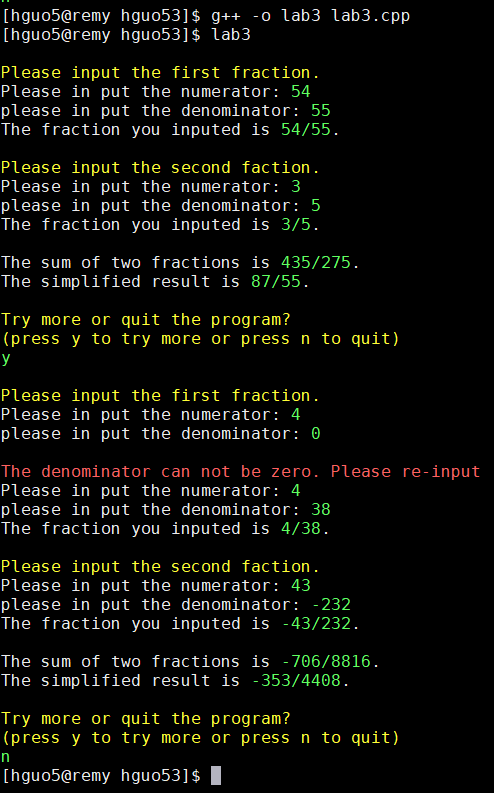 [hguo5@remy hguo53]$ g++ -o lab3 lab3.cpp
[hguo5@remy hguo53]$ lab3
Please input the first fraction.
Please in put the numerator: 54
please in put the denominator: 55
The fraction you inputed is 54/55.
Please input the second faction.
Please in put the numerator: 3
please in put the denominator: 5
The fraction you inputed is 3/5.
The sum of two fractions is 435/275.
The simplified result is 87/55.
Try more or quit the program?
(press y to try more or press n to quit)
y
Please input the first fraction.
Please in put the numerator: 4
please in put the denominator: 0
The denominator can not be zero. Please re-input
Please in put the numerator: 4
please in put the denominator: 38
The fraction you inputed is 4/38.
Please input the second faction.
Please in put the numerator: 43
please in put the denominator: -232
The fraction you inputed is -43/232.
The sum of two fractions is -706/8816.
The simplified result is -353/4408.
Try more or quit the program?
(press y to try more or press n to quit)
n
[hguo5@remy hguo53]$